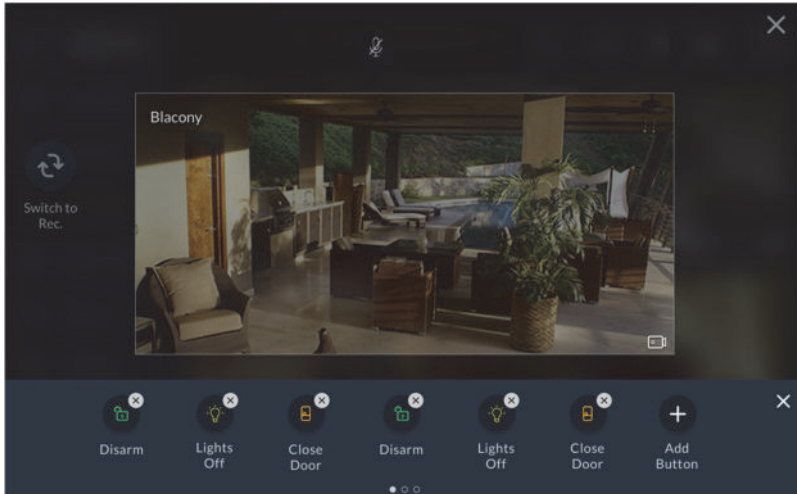 Blacony
Switch to
Rec.
Disarm
Lights
Off
Close
Door
Disarm
Lights
Off
Close
Door
Add
Button